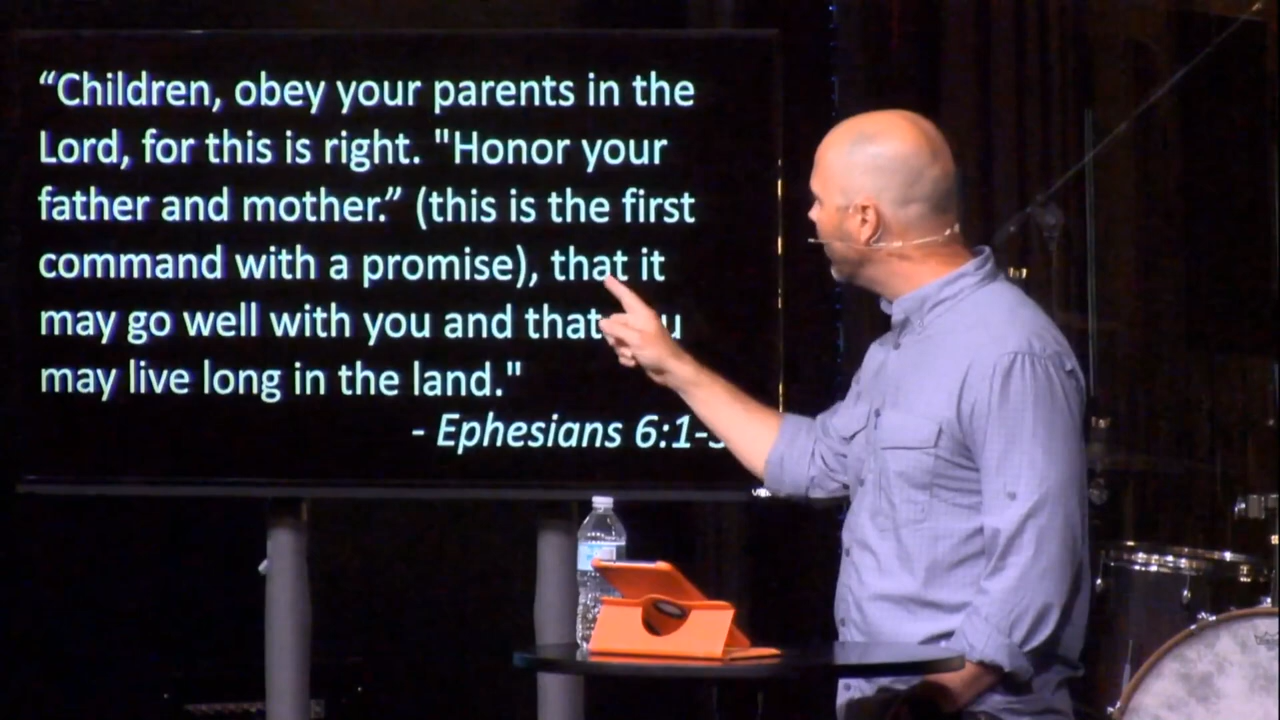 “Children, obey your parents in the
Lord, for this is right. "Honor your
father and mother.” (this is the first
command with a promise), that it
may go well with you and that
may live long in the land."
- Ephesians 6:1-